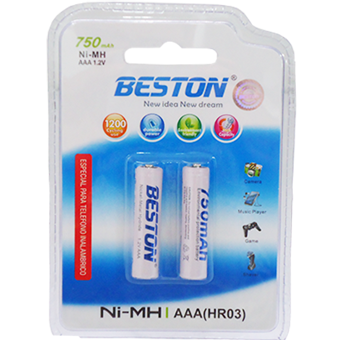 750 mAh
Ni-MH
AAA 1.2V
BESTON®
New idea New dream
1200
ESPECIAL PARA
TELEFONO INALAMBRICO
BESTON
750mAh
Camera
Music Player
Game
Ni-MH | AAA(HR03)